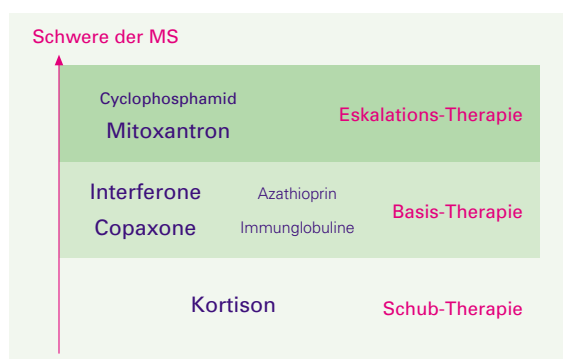 Schwere der MS
Cyclophosphamid
Mitoxantron
Eskalations-Therapie
Interferone
Azathioprin
Copaxone
Immunglobuline
Basis-Therapie
Kortison
Schub-Therapie